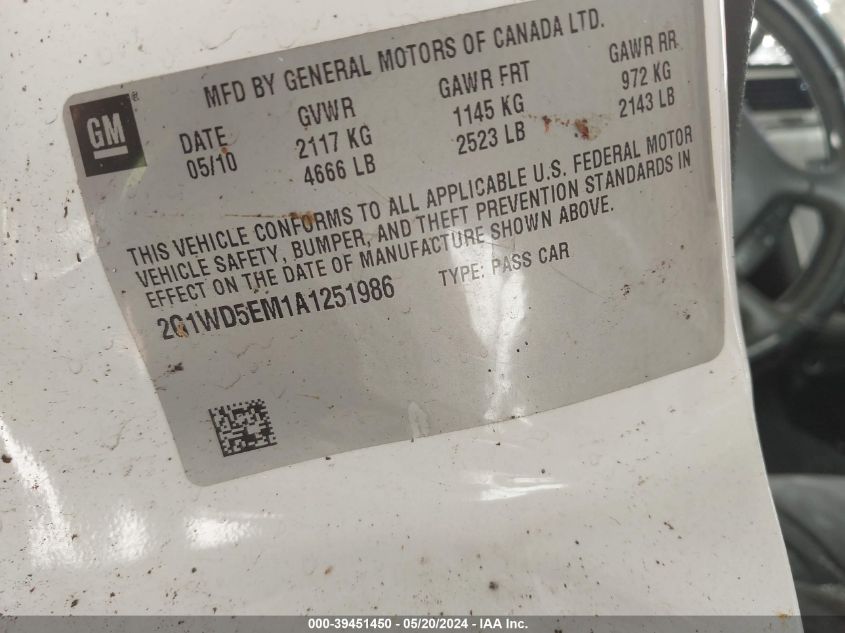 MFD BY GENERAL MOTORS OF CANADA LTD.
GM
DATE GVWR GAWR FRT GAWR RR
05/10 2117 KG 1145 KG 972 KG
4666 LB 2523 LB 2143 LB
THIS VEHICLE CONFORMS TO ALL APPLICABLE U.S. FEDERAL MOTOR
VEHICLE SAFETY, BUMPER, AND THEFT PREVENTION STANDARDS IN
EFFECT ON THE DATE OF MANUFACTURE SHOWN ABOVE.
2G1WD5EM1A1251986 TYPE: PASS CAR
000-39451450 / 05/20/2024 - IAA Inc.